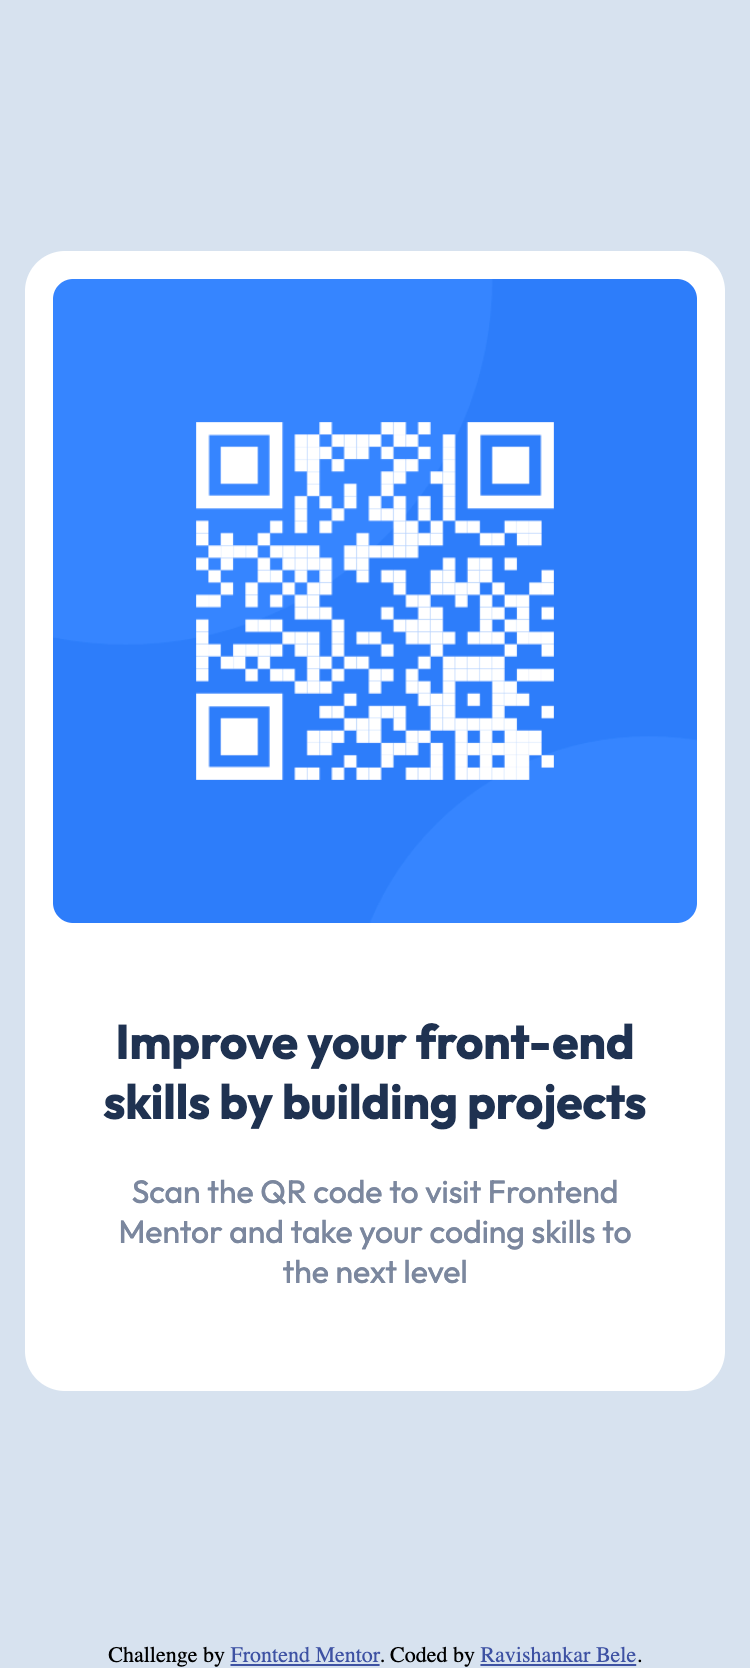 Improve your front-end
skills by building projects
Scan the QR code to visit Frontend
Mentor and take your coding skills to
the next level
Challenge by Frontend Mentor. Coded by Ravishankar Bele.